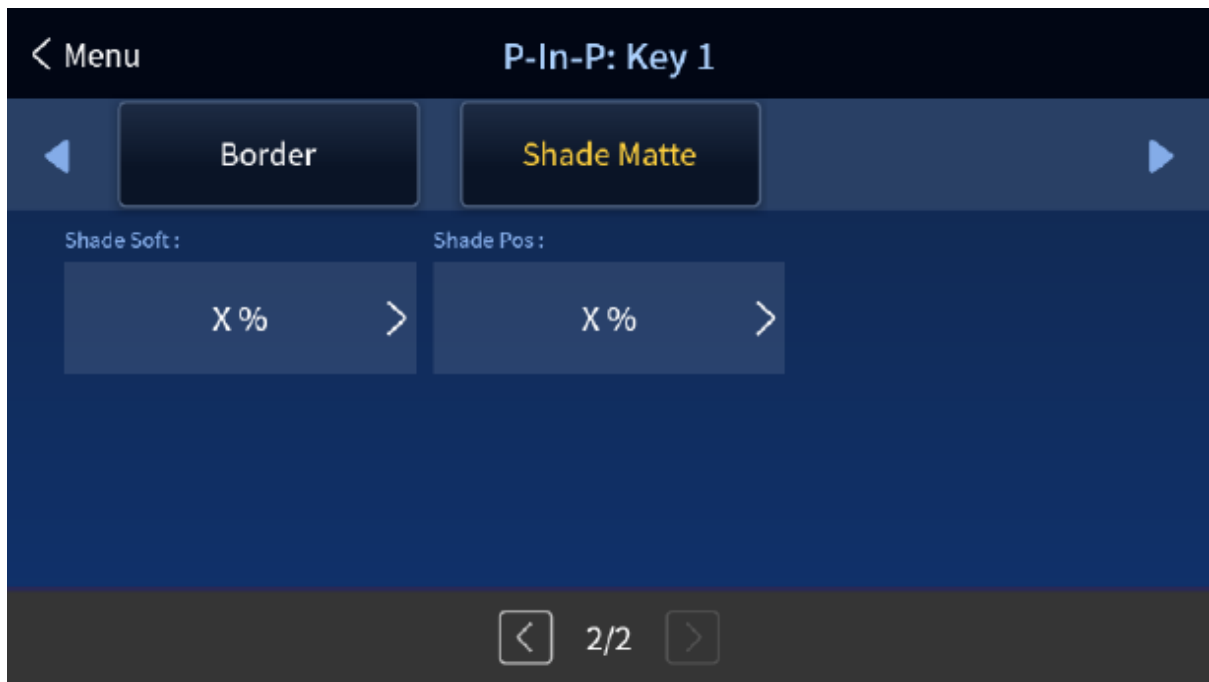 < Menu
P-In-P: Key 1
Border
Shade Matte
Shade Soft :
Shade Pos :
X %
X %
2/2